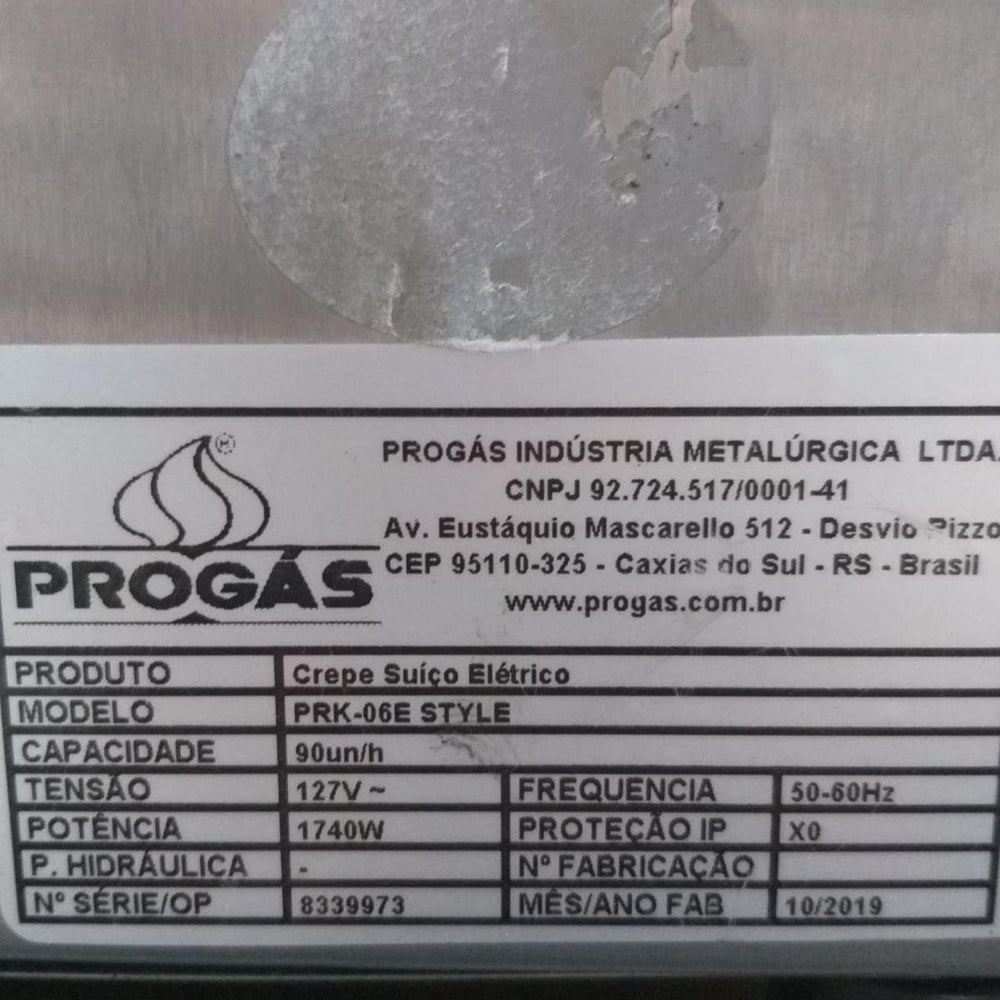 PROGÁS
PROGÁS INDÚSTRIA METALÚRGICA LTDA.
CNPJ 92.724.517/0001-41
Av. Eustáquio Mascarello 512 - Desvio Rizzo
CEP 95110-325 - Caxias do Sul - RS - Brasil
www.progas.com.br
PRODUTO Crepe Suíço Elétrico
MODELO PRK-06E STYLE
CAPACIDADE 90un/h
TENSÃO 127V ~ FREQUENCIA 50-60Hz
POTÊNCIA 1740W PROTEÇÃO IP X0
P. HIDRÁULICA - Nº FABRICAÇÃO
Nº SÉRIE/OP 8339973 MÊS/ANO FAB 10/2019